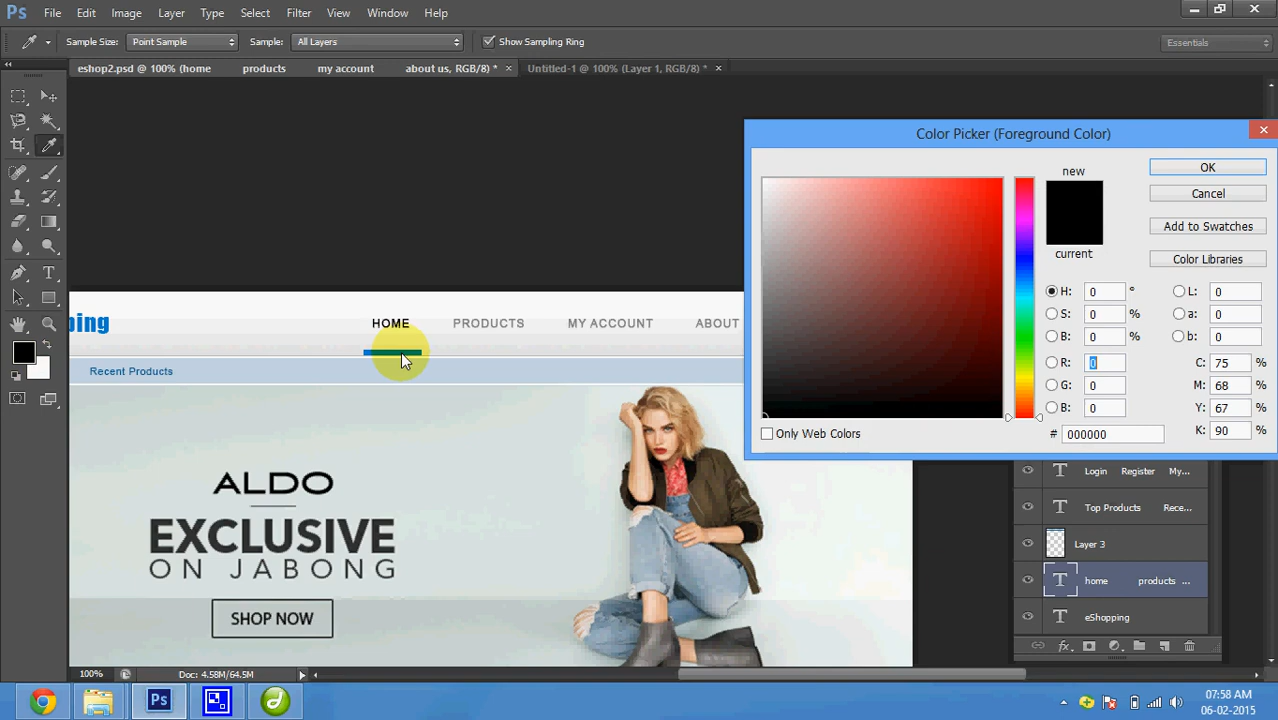 Ps File Edit Image Layer Type Select Filter View Window Help
Sample Size: Point Sample Sample: All Layers Show Sampling Ring Essentials
eshop2.psd @ 100% (home products my account about us, RGB/8) * × Untitled-1 @ 100% (Layer 1, RGB/8) * ×
Color Picker (Foreground Color)
new
current
OK
Cancel
Add to Swatches
Color Libraries
H: 0 °
S: 0 %
B: 0 %
R: 0
G: 0
B: 0
L: 0
a: 0
b: 0
C: 75 %
M: 68 %
Y: 67 %
K: 90 %
# 000000
Only Web Colors
ping HOME PRODUCTS MY ACCOUNT ABOUT
Recent Products
ALDO
EXCLUSIVE
ON JABONG
SHOP NOW
T Login Register My...
T Top Products Rece...
Layer 3
T home products ...
T eShopping
fx
100% Doc: 4.58M/64.5M
Ps
07:58 AM
06-02-2015